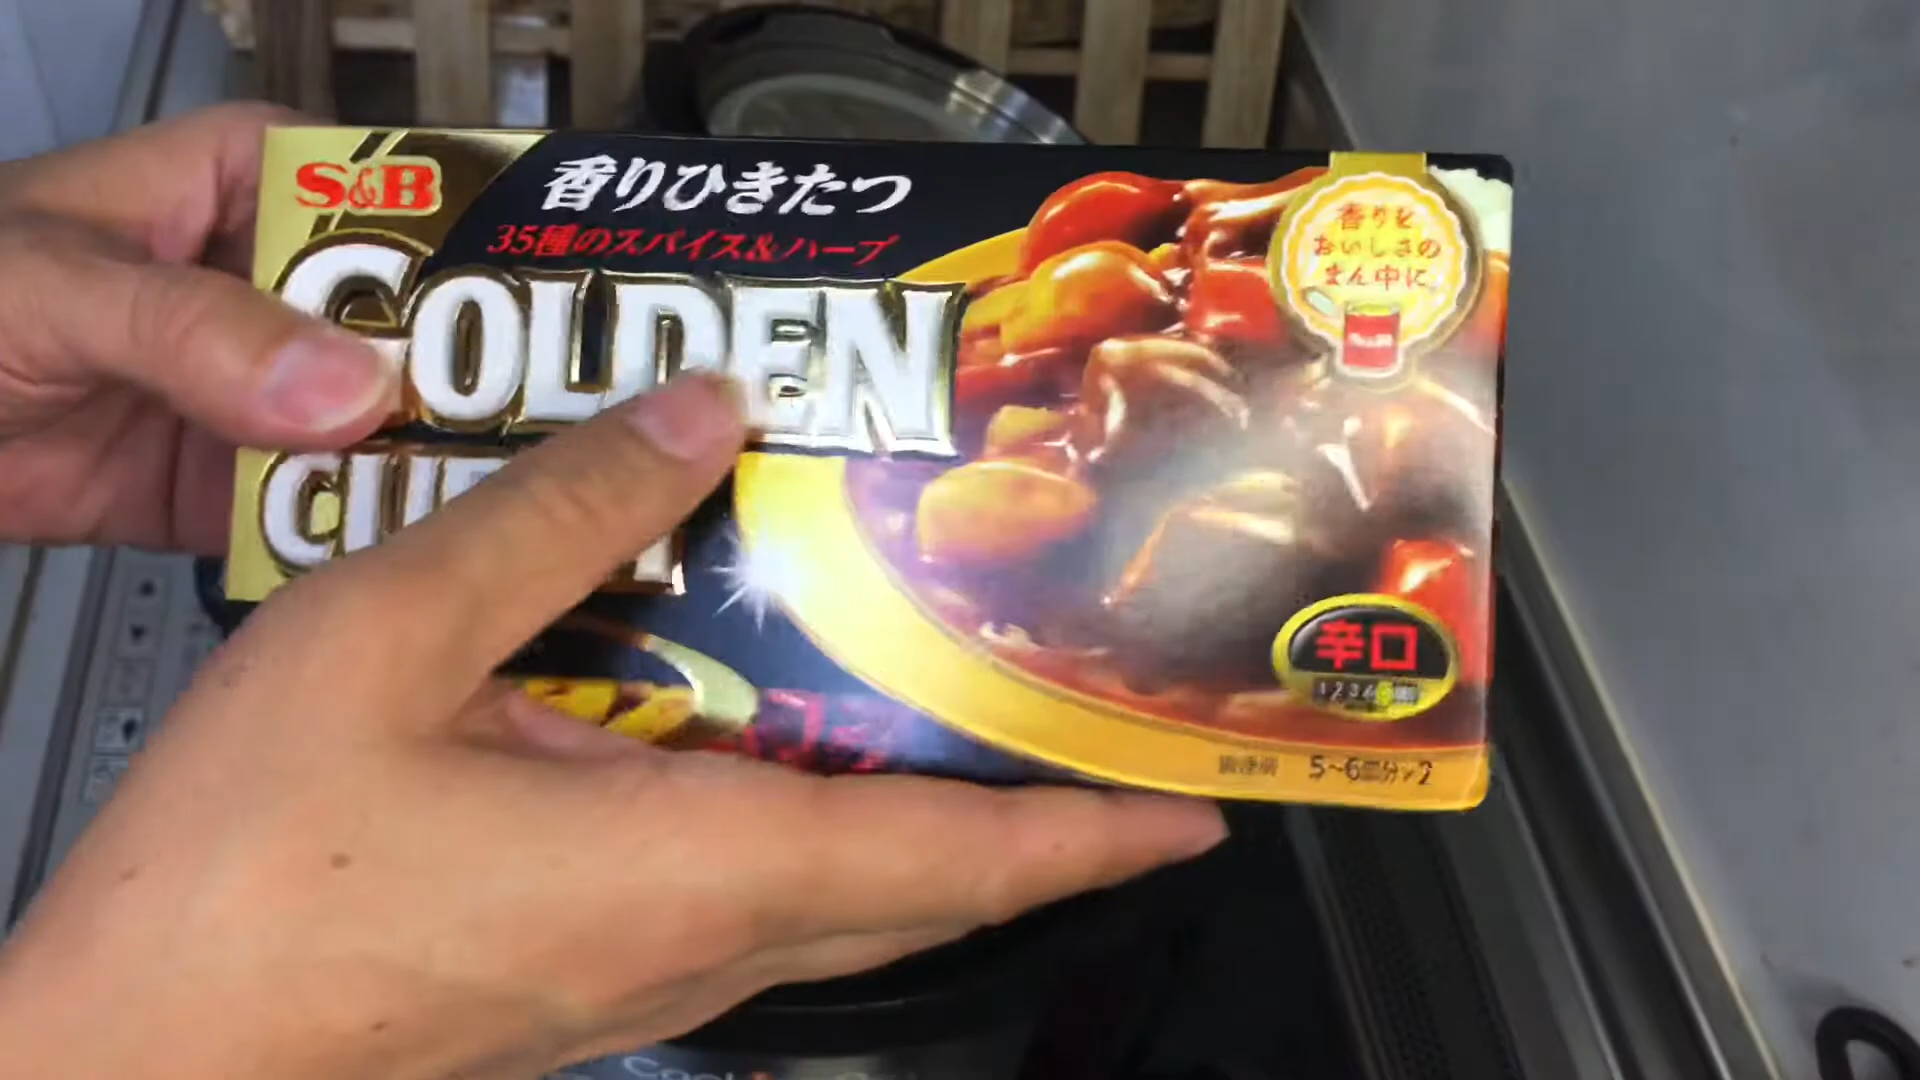 S&B
香りひきたつ
35種のスパイス&ハーブ
GOLDEN
香りを
おいしさの
まん中に。
辛口
5~6皿分×2